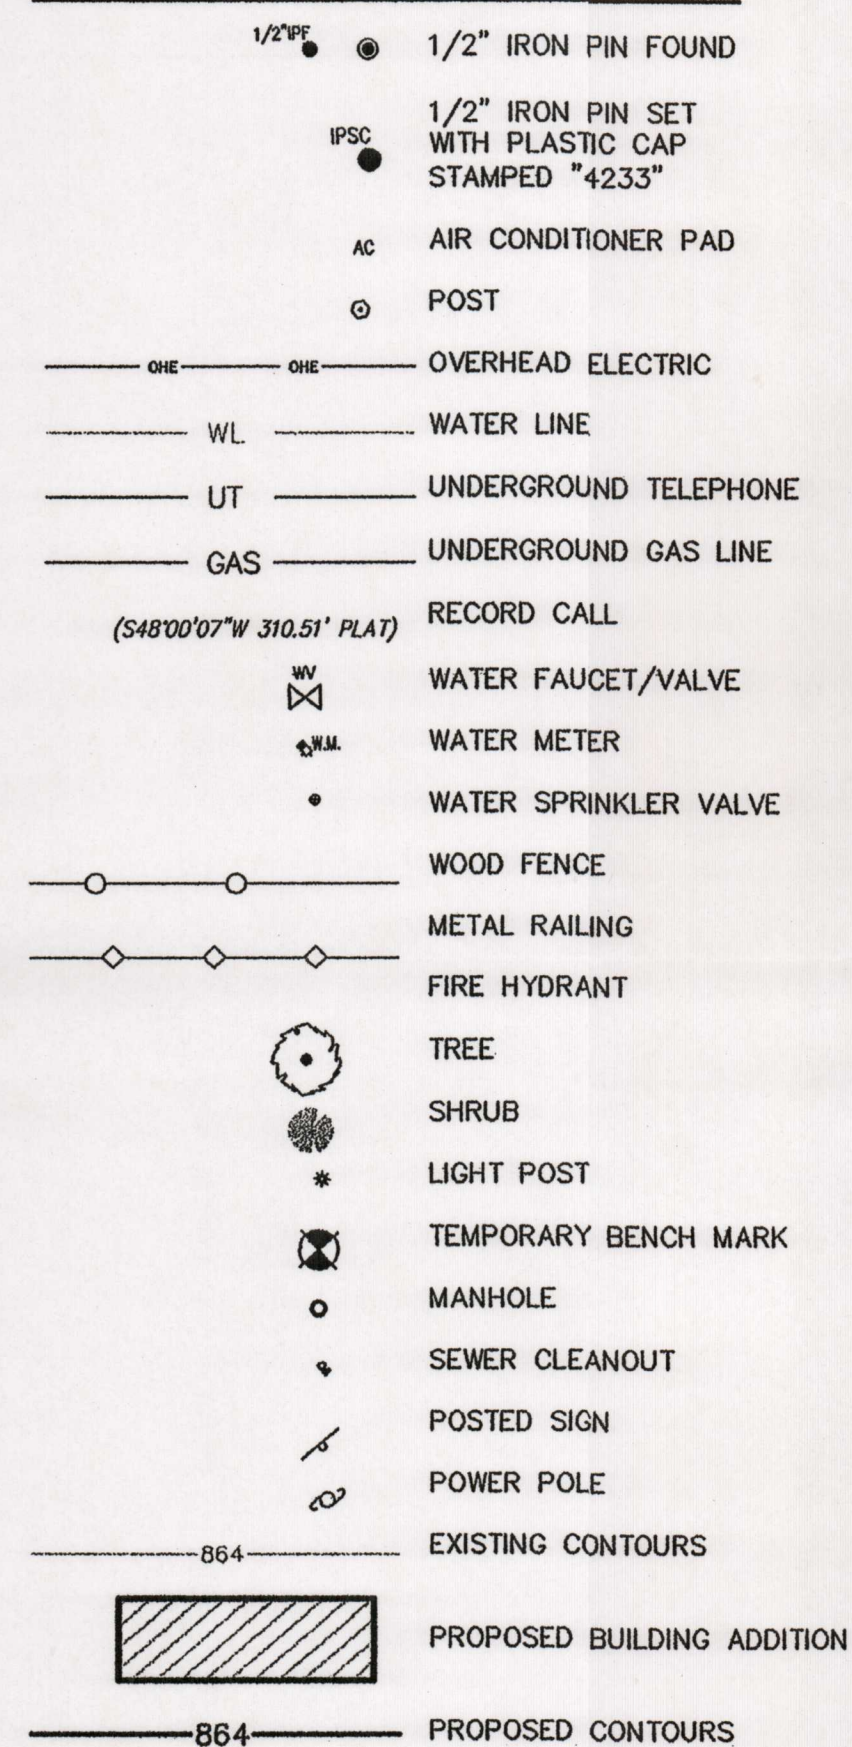 1/2"IPF 1/2" IRON PIN FOUND
1/2" IRON PIN SET
IPSC WITH PLASTIC CAP
STAMPED "4233"
AC AIR CONDITIONER PAD
POST
OHE OHE OVERHEAD ELECTRIC
WL WATER LINE
UT UNDERGROUND TELEPHONE
GAS UNDERGROUND GAS LINE
(S48°00'07"W 310.51' PLAT) RECORD CALL
WV WATER FAUCET/VALVE
W.M. WATER METER
WATER SPRINKLER VALVE
WOOD FENCE
METAL RAILING
FIRE HYDRANT
TREE
SHRUB
LIGHT POST
TEMPORARY BENCH MARK
MANHOLE
SEWER CLEANOUT
POSTED SIGN
POWER POLE
864 EXISTING CONTOURS
PROPOSED BUILDING ADDITION
864 PROPOSED CONTOURS